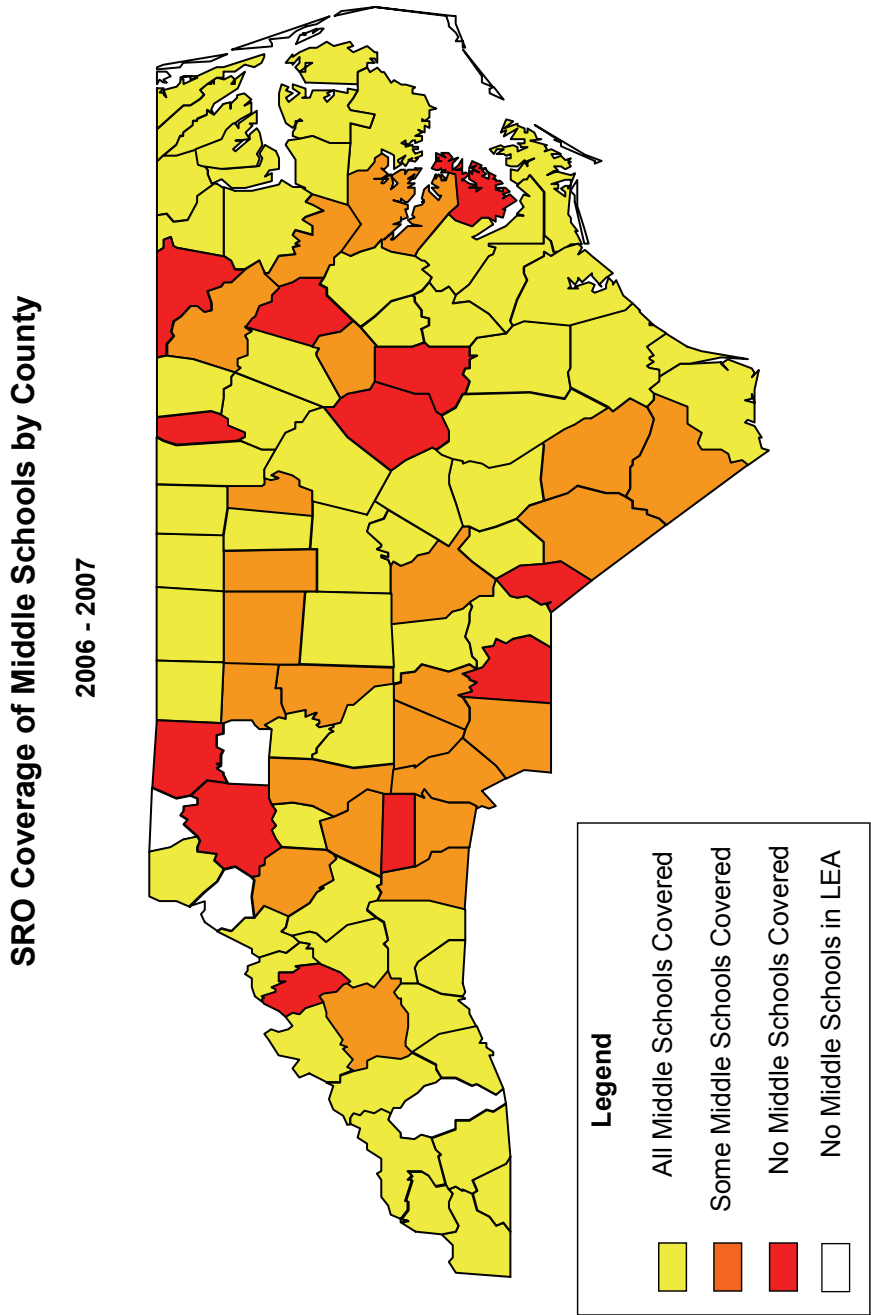 SRO Coverage of Middle Schools by County
2006 - 2007
Legend
All Middle Schools Covered
Some Middle Schools Covered
No Middle Schools Covered
No Middle Schools in LEA